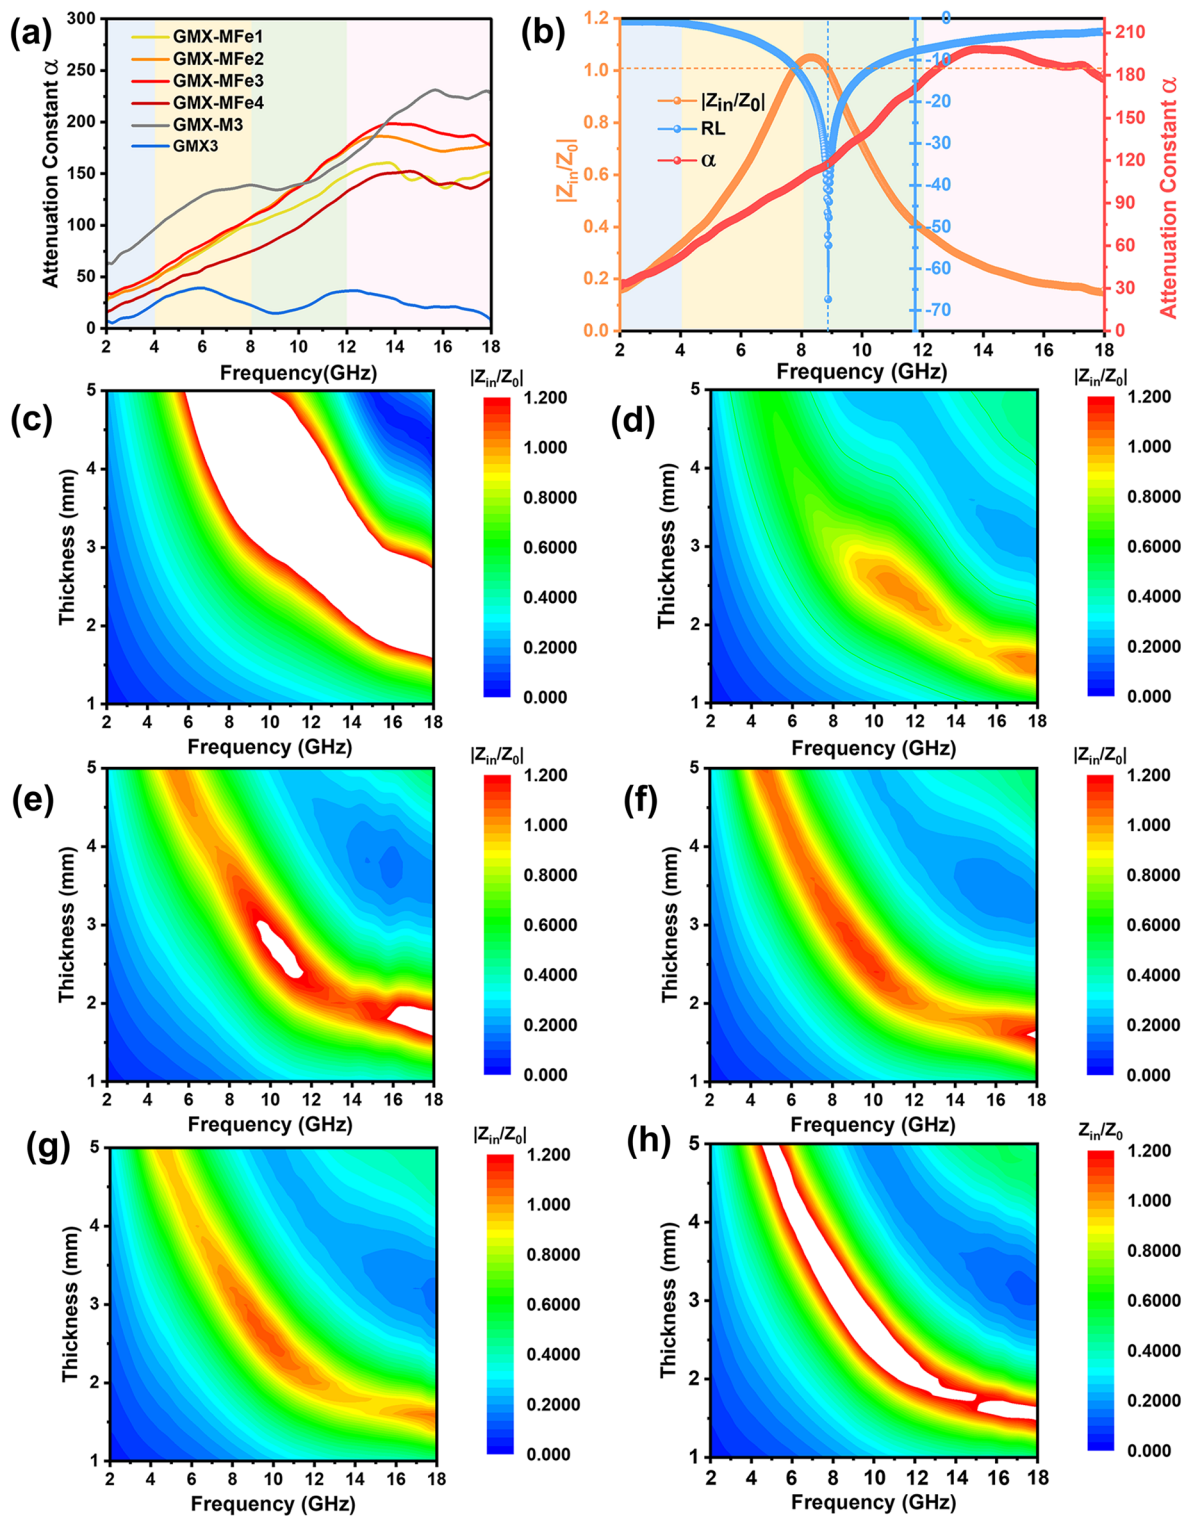 (a)
300
250
200
150
100
50
0
Attenuation Constant α
GMX-MFe1
GMX-MFe2
GMX-MFe3
GMX-MFe4
GMX-M3
GMX3
2 4 6 8 10 12 14 16 18
Frequency(GHz)
(b)
1.2
1.0
0.8
0.6
0.4
0.2
0.0
|Zin/Z0|
|Zin/Z0|
RL
α
0
-10
-20
-30
-40
-50
-60
-70
210
180
150
120
90
60
30
0
Attenuation Constant α
2 4 6 8 10 12 14 16 18
Frequency (GHz)
(c)
5
4
3
2
1
Thickness (mm)
2 4 6 8 10 12 14 16 18
Frequency (GHz)
|Zin/Z0|
1.200
1.000
0.8000
0.6000
0.4000
0.2000
0.000
(d)
5
4
3
2
1
Thickness (mm)
2 4 6 8 10 12 14 16 18
Frequency (GHz)
|Zin/Z0|
1.200
1.000
0.8000
0.6000
0.4000
0.2000
0.000
(e)
5
4
3
2
1
Thickness (mm)
2 4 6 8 10 12 14 16 18
Frequency (GHz)
|Zin/Z0|
1.200
1.000
0.8000
0.6000
0.4000
0.2000
0.000
(f)
5
4
3
2
1
Thickness (mm)
2 4 6 8 10 12 14 16 18
Frequency (GHz)
|Zin/Z0|
1.200
1.000
0.8000
0.6000
0.4000
0.2000
0.000
(g)
5
4
3
2
1
Thickness (mm)
2 4 6 8 10 12 14 16 18
Frequency (GHz)
|Zin/Z0|
1.200
1.000
0.8000
0.6000
0.4000
0.2000
0.000
(h)
5
4
3
2
1
Thickness (mm)
2 4 6 8 10 12 14 16 18
Frequency (GHz)
Zin/Z0
1.200
1.000
0.8000
0.6000
0.4000
0.2000
0.000